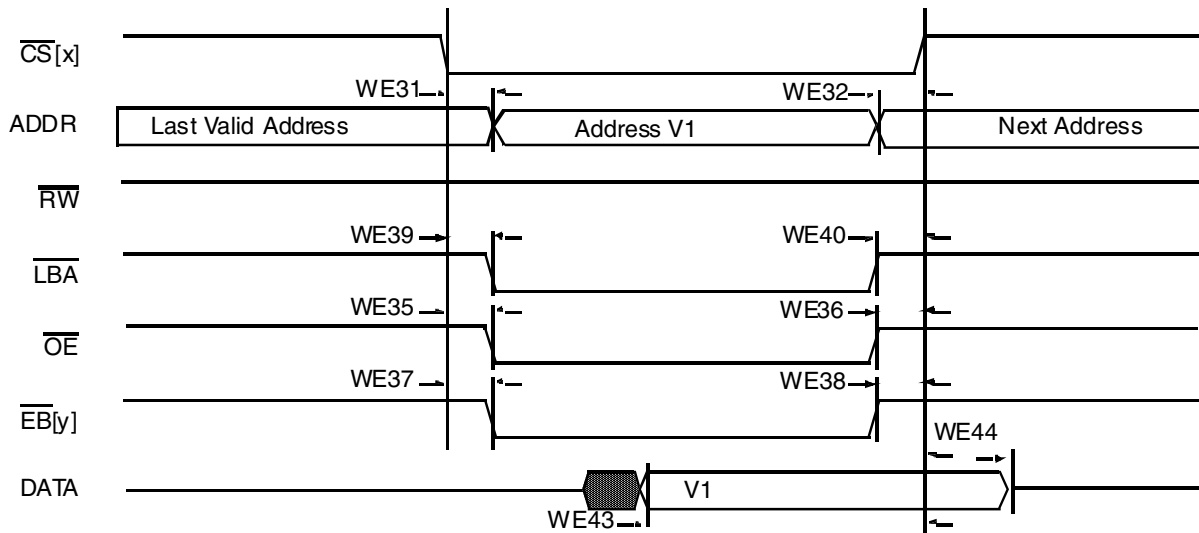 CS[x]
WE31
WE32
ADDR
Last Valid Address
Address V1
Next Address
RW
WE39
WE40
LBA
WE35
WE36
OE
WE37
WE38
EB[y]
WE44
DATA
V1
WE43